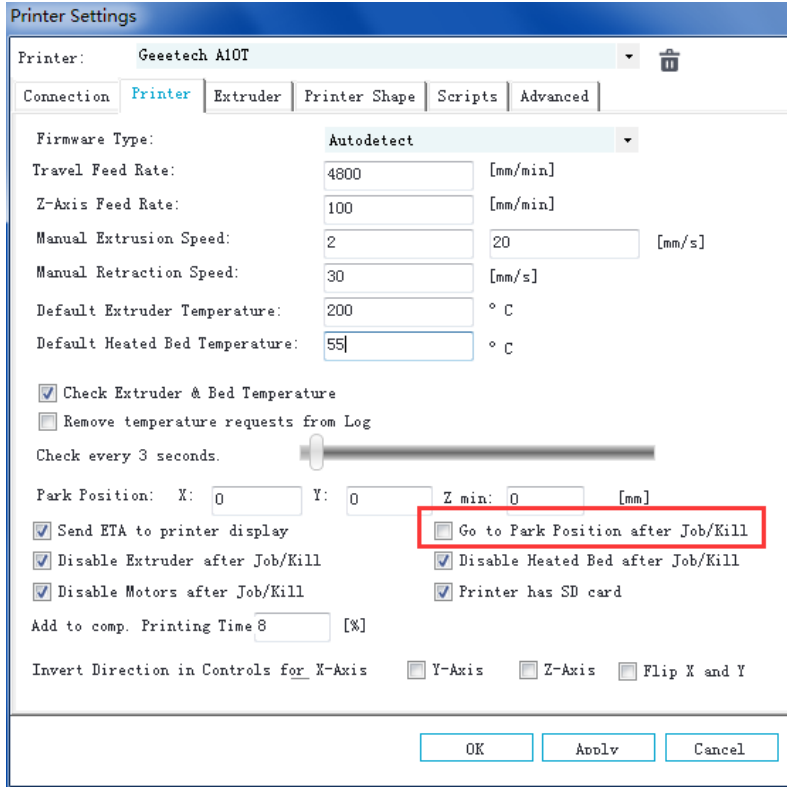 Printer Settings
Printer: Geeetech A10T
Connection Printer Extruder Printer Shape Scripts Advanced
Firmware Type: Autodetect
Travel Feed Rate: 4800 [mm/min]
Z-Axis Feed Rate: 100 [mm/min]
Manual Extrusion Speed: 2 20 [mm/s]
Manual Retraction Speed: 30 [mm/s]
Default Extruder Temperature: 200 ° C
Default Heated Bed Temperature: 55 ° C
Check Extruder & Bed Temperature
Remove temperature requests from Log
Check every 3 seconds.
Park Position: X: 0 Y: 0 Z min: 0 [mm]
Send ETA to printer display Go to Park Position after Job/Kill
Disable Extruder after Job/Kill Disable Heated Bed after Job/Kill
Disable Motors after Job/Kill Printer has SD card
Add to comp. Printing Time 8 [%]
Invert Direction in Controls for X-Axis Y-Axis Z-Axis Flip X and Y
OK Apply Cancel